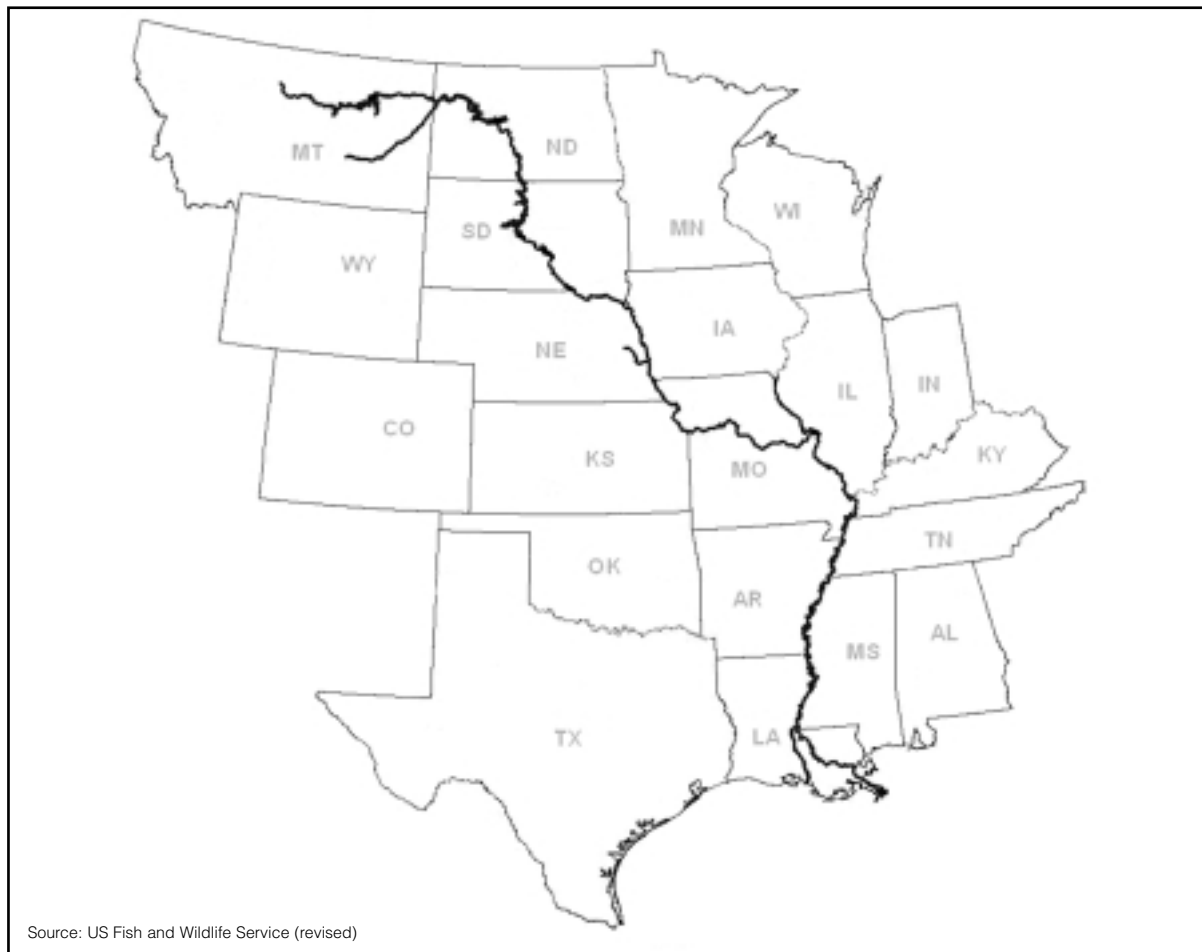 MT
ND
MN
WI
SD
WY
IA
NE
IL
IN
CO
KS
MO
KY
OK
TN
AR
MS
AL
TX
LA
Source: US Fish and Wildlife Service (revised)